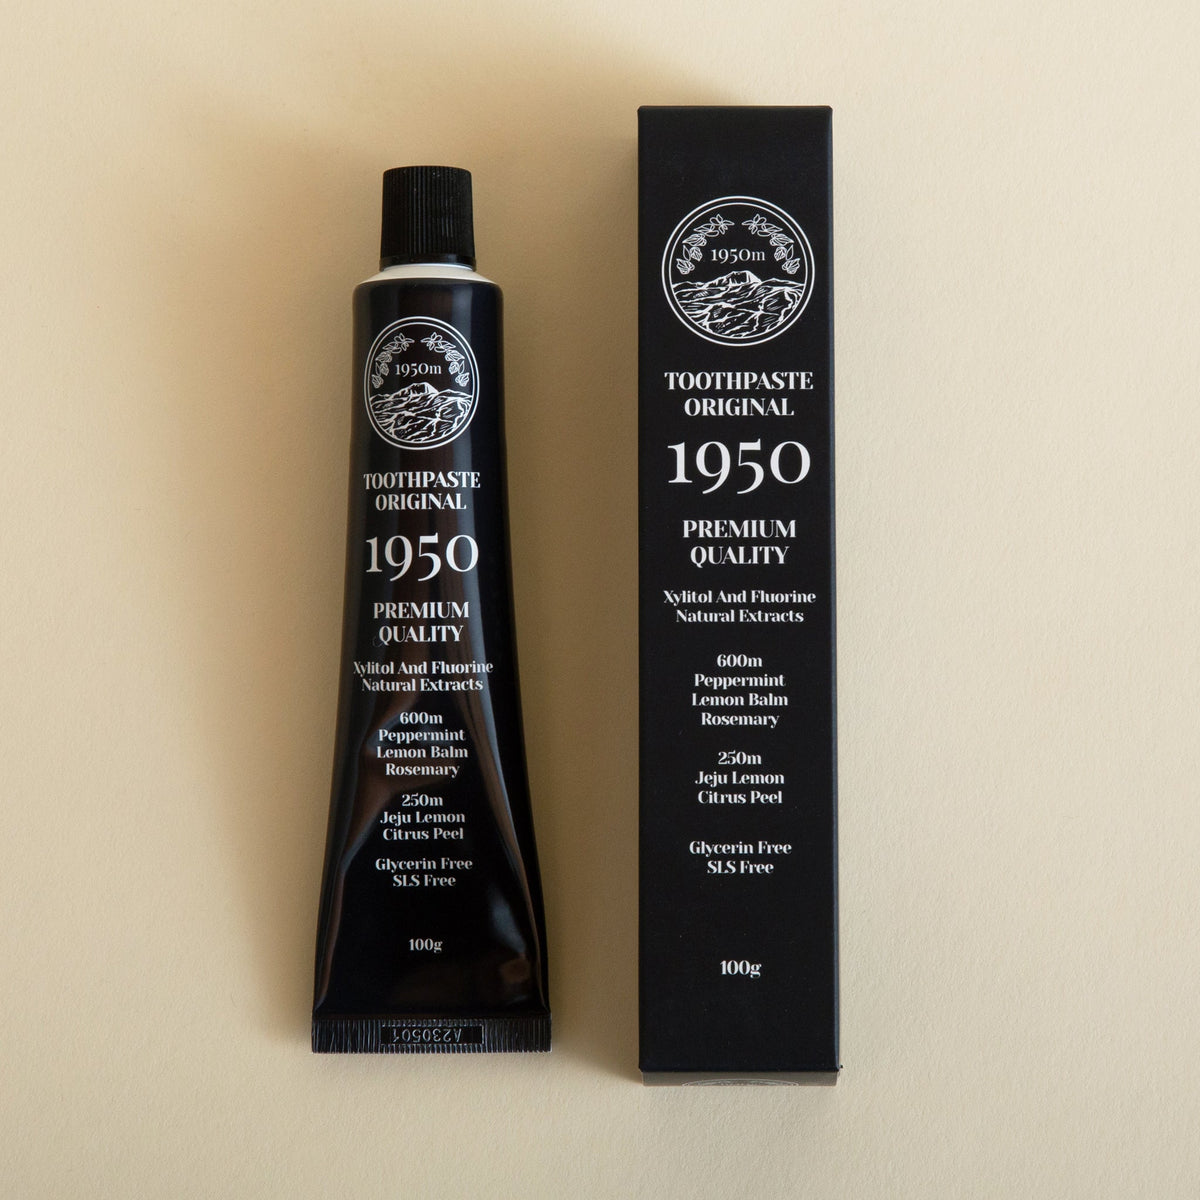 1950m
TOOTHPASTE
ORIGINAL
1950
PREMIUM
QUALITY
Xylitol And Fluorine
Natural Extracts
600m
Peppermint
Lemon Balm
Rosemary
250m
Jeju Lemon
Citrus Peel
Glycerin Free
SLS Free
100g
A230501
1950m
TOOTHPASTE
ORIGINAL
1950
PREMIUM
QUALITY
Xylitol And Fluorine
Natural Extracts
600m
Peppermint
Lemon Balm
Rosemary
250m
Jeju Lemon
Citrus Peel
Glycerin Free
SLS Free
100g